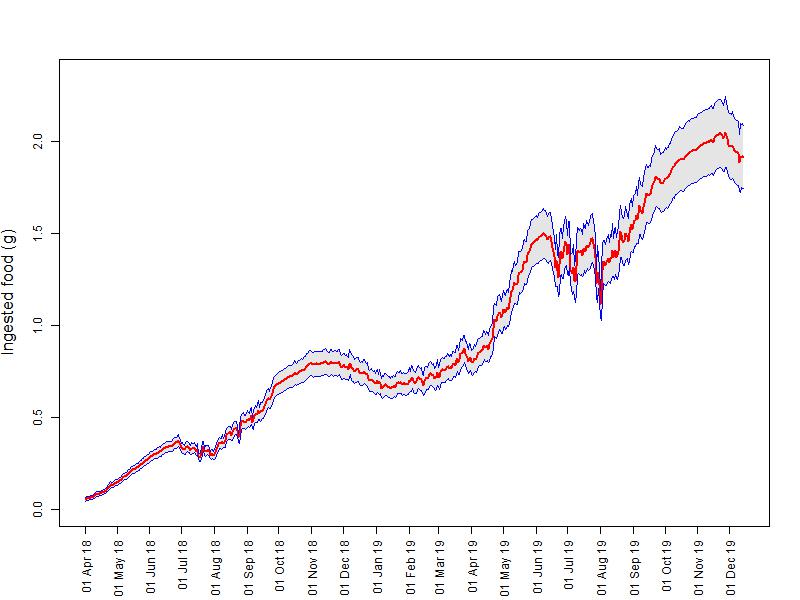 Ingested food (g)
2.0
1.5
1.0
0.5
0.0
01 Apr 18
01 May 18
01 Jun 18
01 Jul 18
01 Aug 18
01 Sep 18
01 Oct 18
01 Nov 18
01 Dec 18
01 Jan 19
01 Feb 19
01 Mar 19
01 Apr 19
01 May 19
01 Jun 19
01 Jul 19
01 Aug 19
01 Sep 19
01 Oct 19
01 Nov 19
01 Dec 19